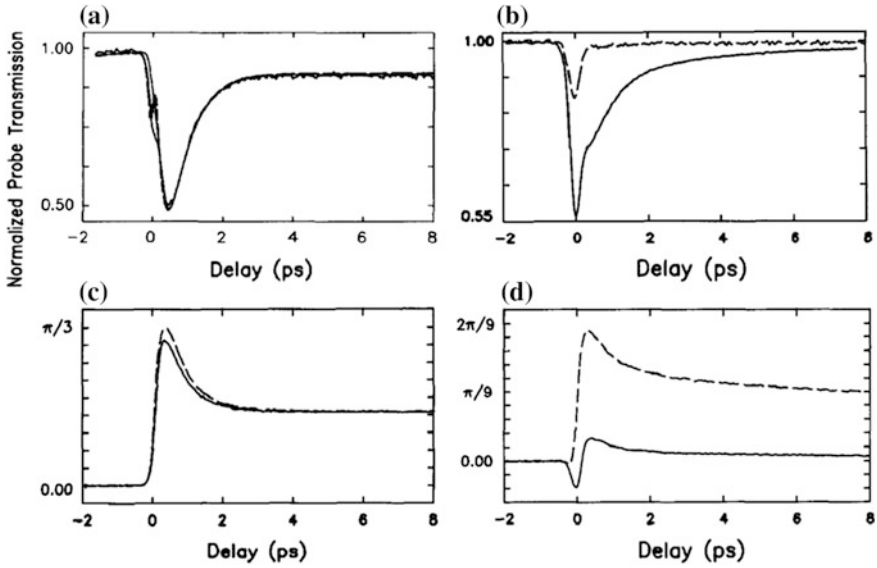 (a)
(b)
Normalized Probe Transmission
1.00
0.50
-2 0 2 4 6 8
Delay (ps)
1.00
0.55
-2 0 2 4 6 8
Delay (ps)
(c)
(d)
π/3
0.00
-2 0 2 4 6 8
Delay (ps)
2π/9
π/9
0.00
-2 0 2 4 6 8
Delay (ps)